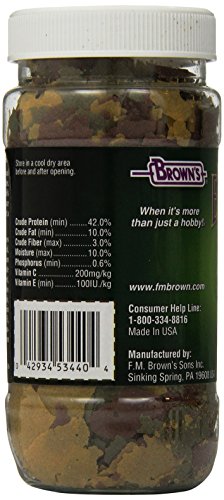 Store in a cool dry area
before and after opening.
Crude Protein (min) ..... 42.0%
Crude Fat (min) ..... 10.0%
Crude Fiber (max) ..... 3.0%
Moisture (max) ..... 10.0%
Phosphorus (min) ..... 0.6%
Vitamin C ..... 200mg/kg
Vitamin E (min) ..... 100IU./kg
0 42934 53440 4
BROWN'S
When it's more
than just a hobby!
www.fmbrown.com
Consumer Help Line:
1-800-334-8816
Made In USA
Manufactured by:
F.M. Brown's Sons Inc.
Sinking Spring, PA 19608